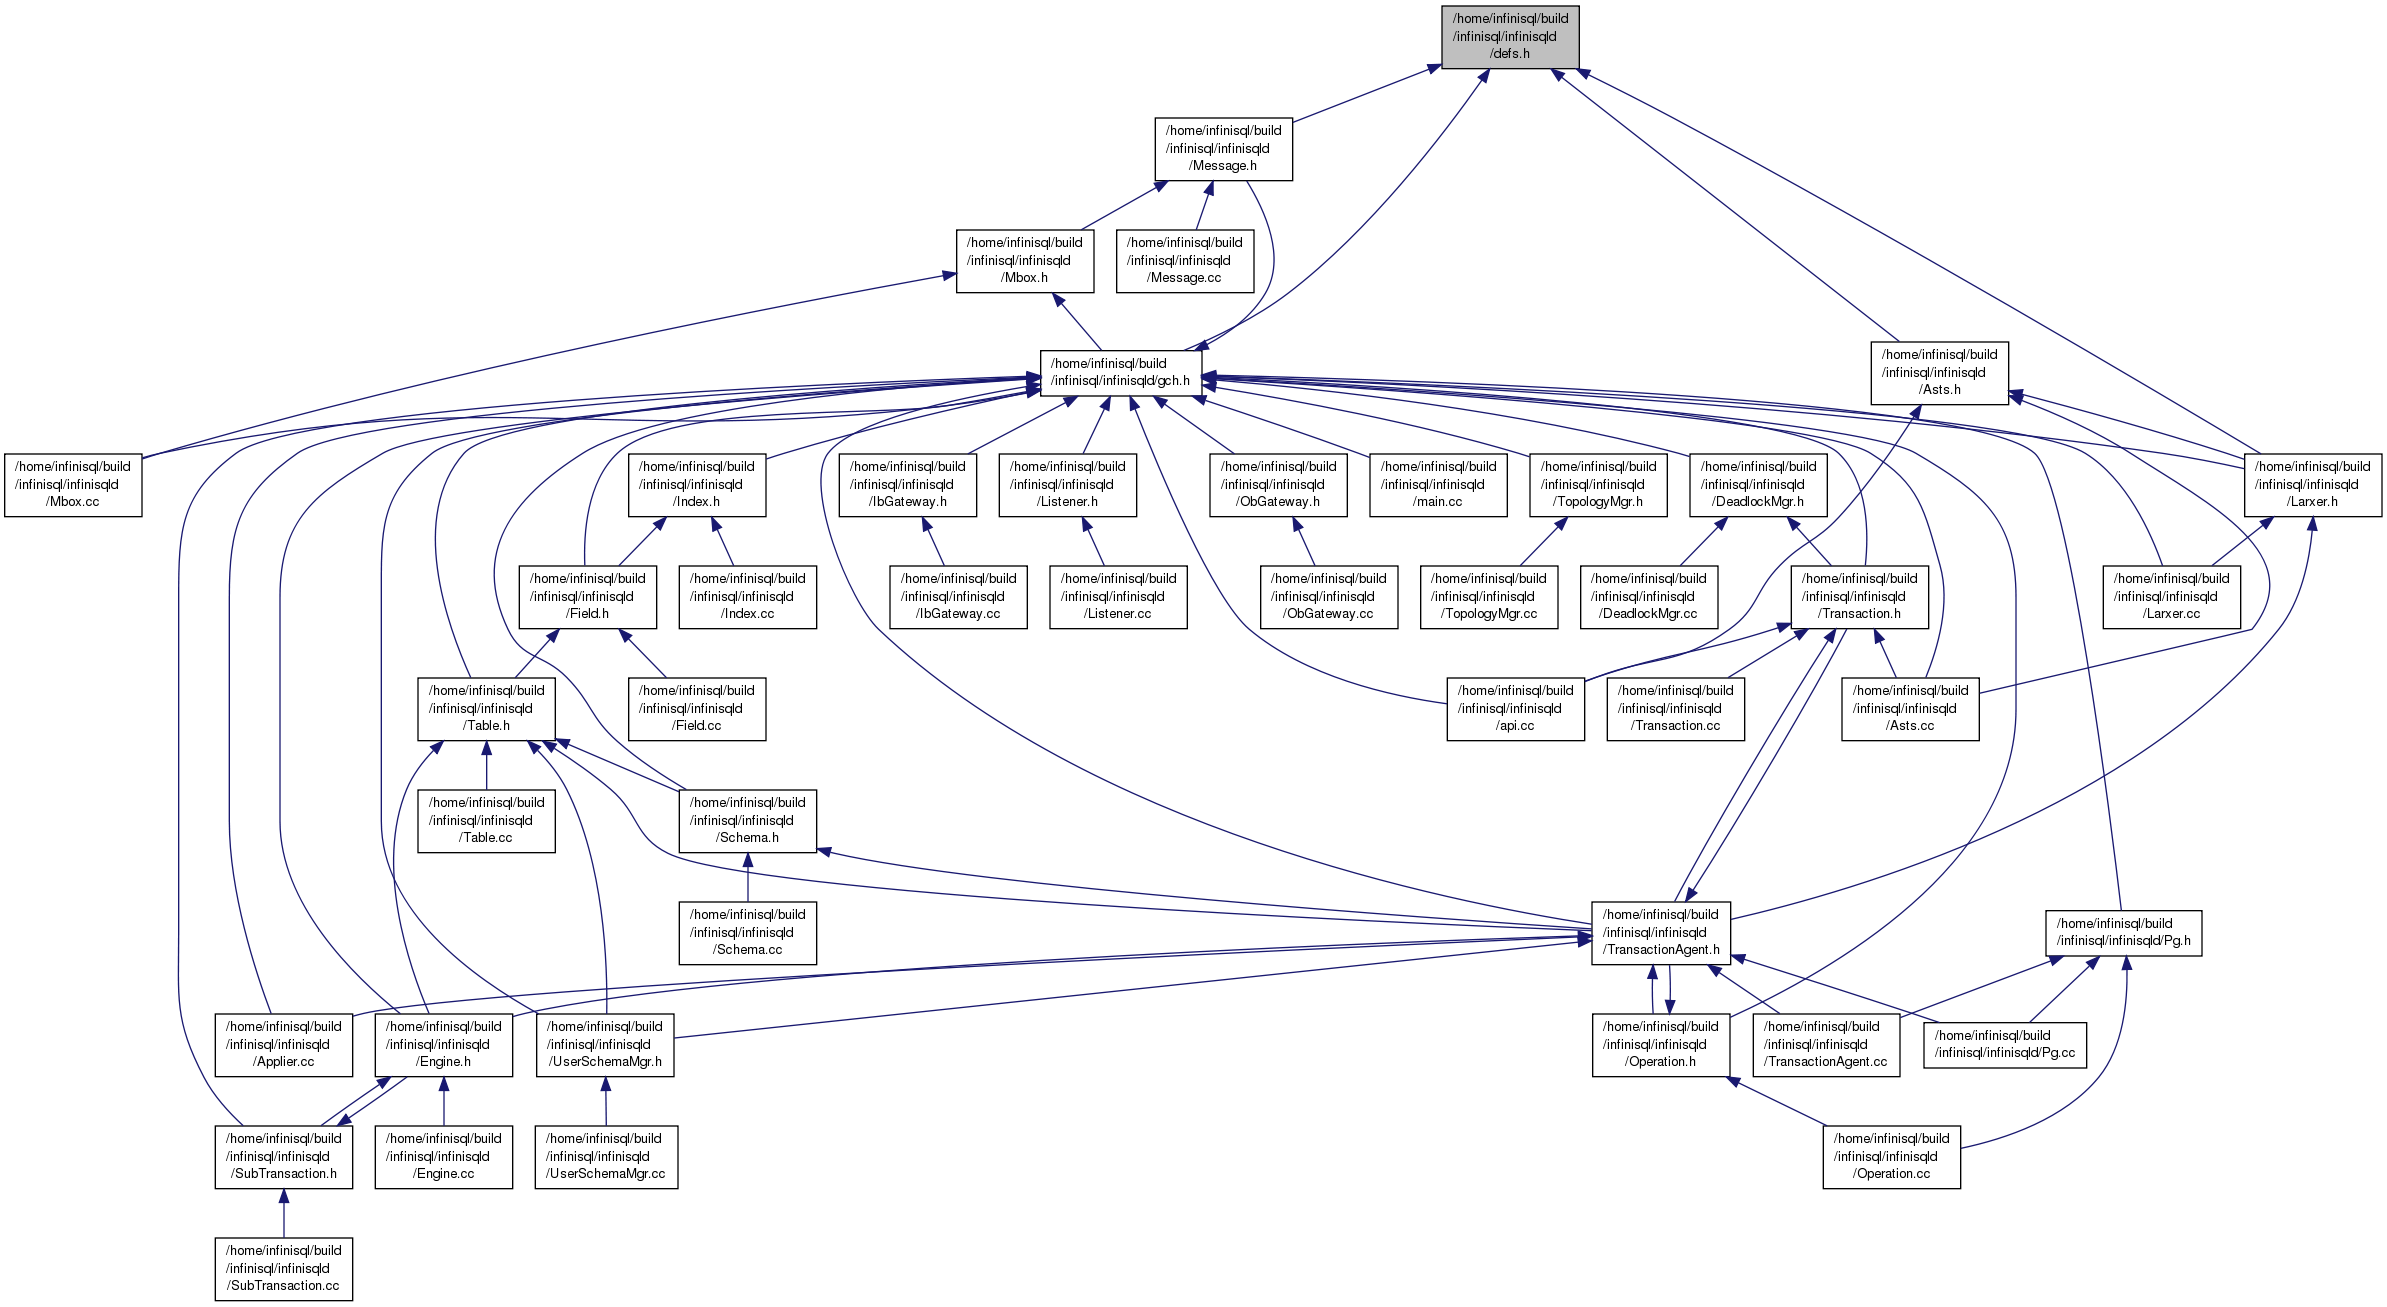 /home/infinisql/build
/infinisql/infinisqld
/defs.h
/home/infinisql/build
/infinisql/infinisqld
/Message.h
/home/infinisql/build
/infinisql/infinisqld
/Mbox.h
/home/infinisql/build
/infinisql/infinisqld
/Message.cc
/home/infinisql/build
/infinisql/infinisqld/gch.h
/home/infinisql/build
/infinisql/infinisqld
/Asts.h
/home/infinisql/build
/infinisql/infinisqld
/Mbox.cc
/home/infinisql/build
/infinisql/infinisqld
/Index.h
/home/infinisql/build
/infinisql/infinisqld
/IbGateway.h
/home/infinisql/build
/infinisql/infinisqld
/Listener.h
/home/infinisql/build
/infinisql/infinisqld
/ObGateway.h
/home/infinisql/build
/infinisql/infinisqld
/main.cc
/home/infinisql/build
/infinisql/infinisqld
/TopologyMgr.h
/home/infinisql/build
/infinisql/infinisqld
/DeadlockMgr.h
/home/infinisql/build
/infinisql/infinisqld
/Larxer.h
/home/infinisql/build
/infinisql/infinisqld
/Field.h
/home/infinisql/build
/infinisql/infinisqld
/Index.cc
/home/infinisql/build
/infinisql/infinisqld
/IbGateway.cc
/home/infinisql/build
/infinisql/infinisqld
/Listener.cc
/home/infinisql/build
/infinisql/infinisqld
/ObGateway.cc
/home/infinisql/build
/infinisql/infinisqld
/TopologyMgr.cc
/home/infinisql/build
/infinisql/infinisqld
/DeadlockMgr.cc
/home/infinisql/build
/infinisql/infinisqld
/Transaction.h
/home/infinisql/build
/infinisql/infinisqld
/Larxer.cc
/home/infinisql/build
/infinisql/infinisqld
/Table.h
/home/infinisql/build
/infinisql/infinisqld
/Field.cc
/home/infinisql/build
/infinisql/infinisqld
/api.cc
/home/infinisql/build
/infinisql/infinisqld
/Transaction.cc
/home/infinisql/build
/infinisql/infinisqld
/Asts.cc
/home/infinisql/build
/infinisql/infinisqld
/Table.cc
/home/infinisql/build
/infinisql/infinisqld
/Schema.h
/home/infinisql/build
/infinisql/infinisqld
/Schema.cc
/home/infinisql/build
/infinisql/infinisqld
/TransactionAgent.h
/home/infinisql/build
/infinisql/infinisqld/Pg.h
/home/infinisql/build
/infinisql/infinisqld
/Applier.cc
/home/infinisql/build
/infinisql/infinisqld
/Engine.h
/home/infinisql/build
/infinisql/infinisqld
/UserSchemaMgr.h
/home/infinisql/build
/infinisql/infinisqld
/Operation.h
/home/infinisql/build
/infinisql/infinisqld
/TransactionAgent.cc
/home/infinisql/build
/infinisql/infinisqld/Pg.cc
/home/infinisql/build
/infinisql/infinisqld
/SubTransaction.h
/home/infinisql/build
/infinisql/infinisqld
/Engine.cc
/home/infinisql/build
/infinisql/infinisqld
/UserSchemaMgr.cc
/home/infinisql/build
/infinisql/infinisqld
/Operation.cc
/home/infinisql/build
/infinisql/infinisqld
/SubTransaction.cc